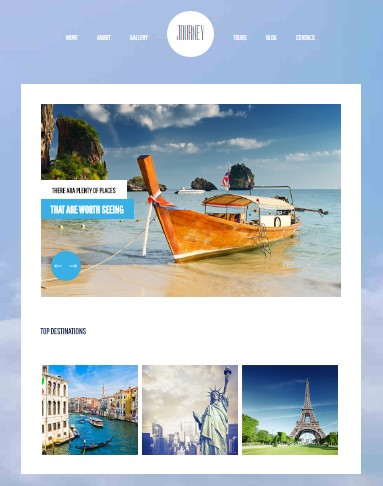 HOME ABOUT GALLERY JOURNEY TOURS BLOG CONTACTS
THERE ARA PLENTY OF PLACES
THAT ARE WORTH SEEING
TOP DESTINATIONS